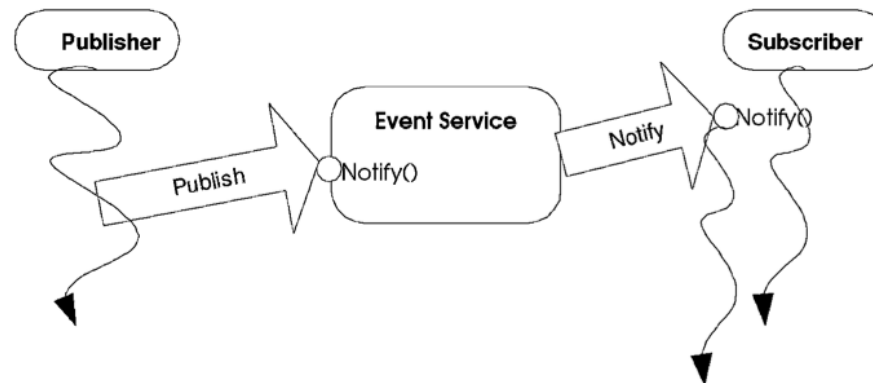 Publisher
Subscriber
Event Service
Notify()
Publish
Notify
Notify()